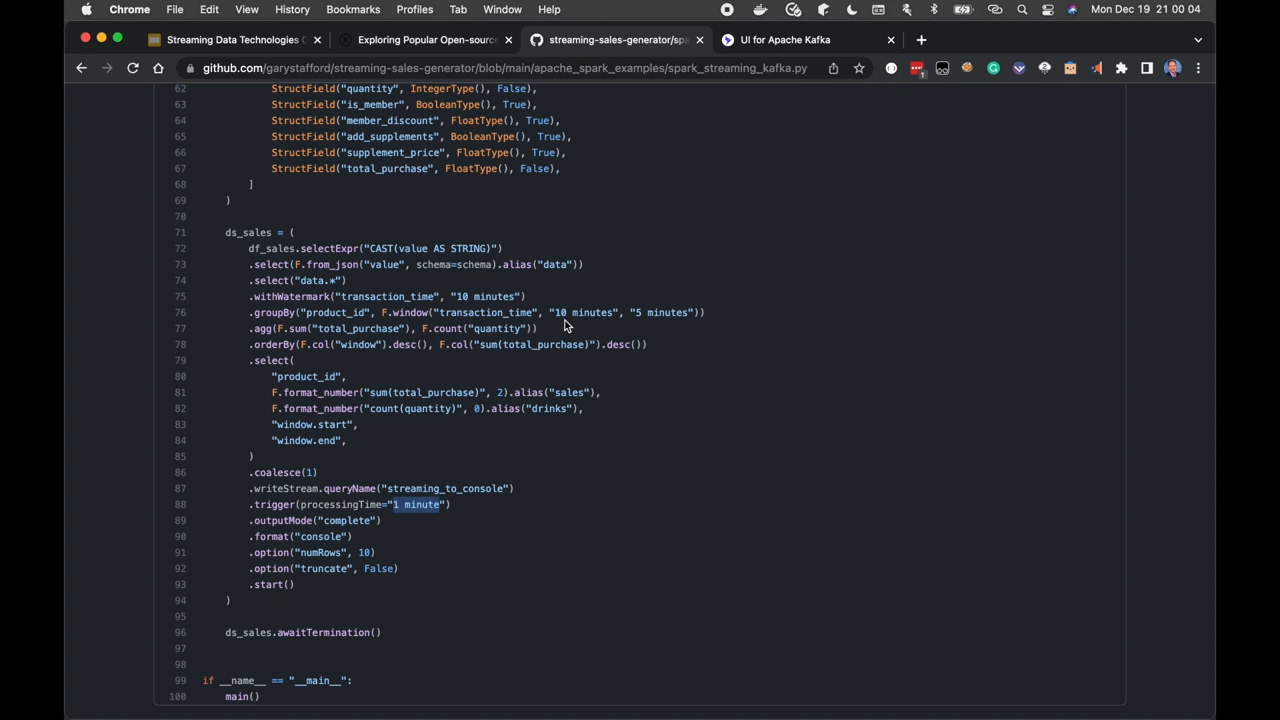 Chrome File Edit View History Bookmarks Profiles Tab Window Help Mon Dec 19 21 00 04
Streaming Data Technologies Exploring Popular Open-source streaming-sales-generator/spa UI for Apache Kafka
github.com/garystafford/streaming-sales-generator/blob/main/apache_spark_examples/spark_streaming_kafka.py
62 StructField("quantity", IntegerType(), False),
63 StructField("is_member", BooleanType(), True),
64 StructField("member_discount", FloatType(), True),
65 StructField("add_supplements", BooleanType(), True),
66 StructField("supplement_price", FloatType(), True),
67 StructField("total_purchase", FloatType(), False),
68 ]
69 )
70
71 ds_sales = (
72 df_sales.selectExpr("CAST(value AS STRING)")
73 .select(F.from_json("value", schema=schema).alias("data"))
74 .select("data.*")
75 .withWatermark("transaction_time", "10 minutes")
76 .groupBy("product_id", F.window("transaction_time", "10 minutes", "5 minutes"))
77 .agg(F.sum("total_purchase"), F.count("quantity"))
78 .orderBy(F.col("window").desc(), F.col("sum(total_purchase)").desc())
79 .select(
80 "product_id",
81 F.format_number("sum(total_purchase)", 2).alias("sales"),
82 F.format_number("count(quantity)", 0).alias("drinks"),
83 "window.start",
84 "window.end",
85 )
86 .coalesce(1)
87 .writeStream.queryName("streaming_to_console")
88 .trigger(processingTime="1 minute")
89 .outputMode("complete")
90 .format("console")
91 .option("numRows", 10)
92 .option("truncate", False)
93 .start()
94 )
95
96 ds_sales.awaitTermination()
97
98
99 if __name__ == "__main__":
100 main()